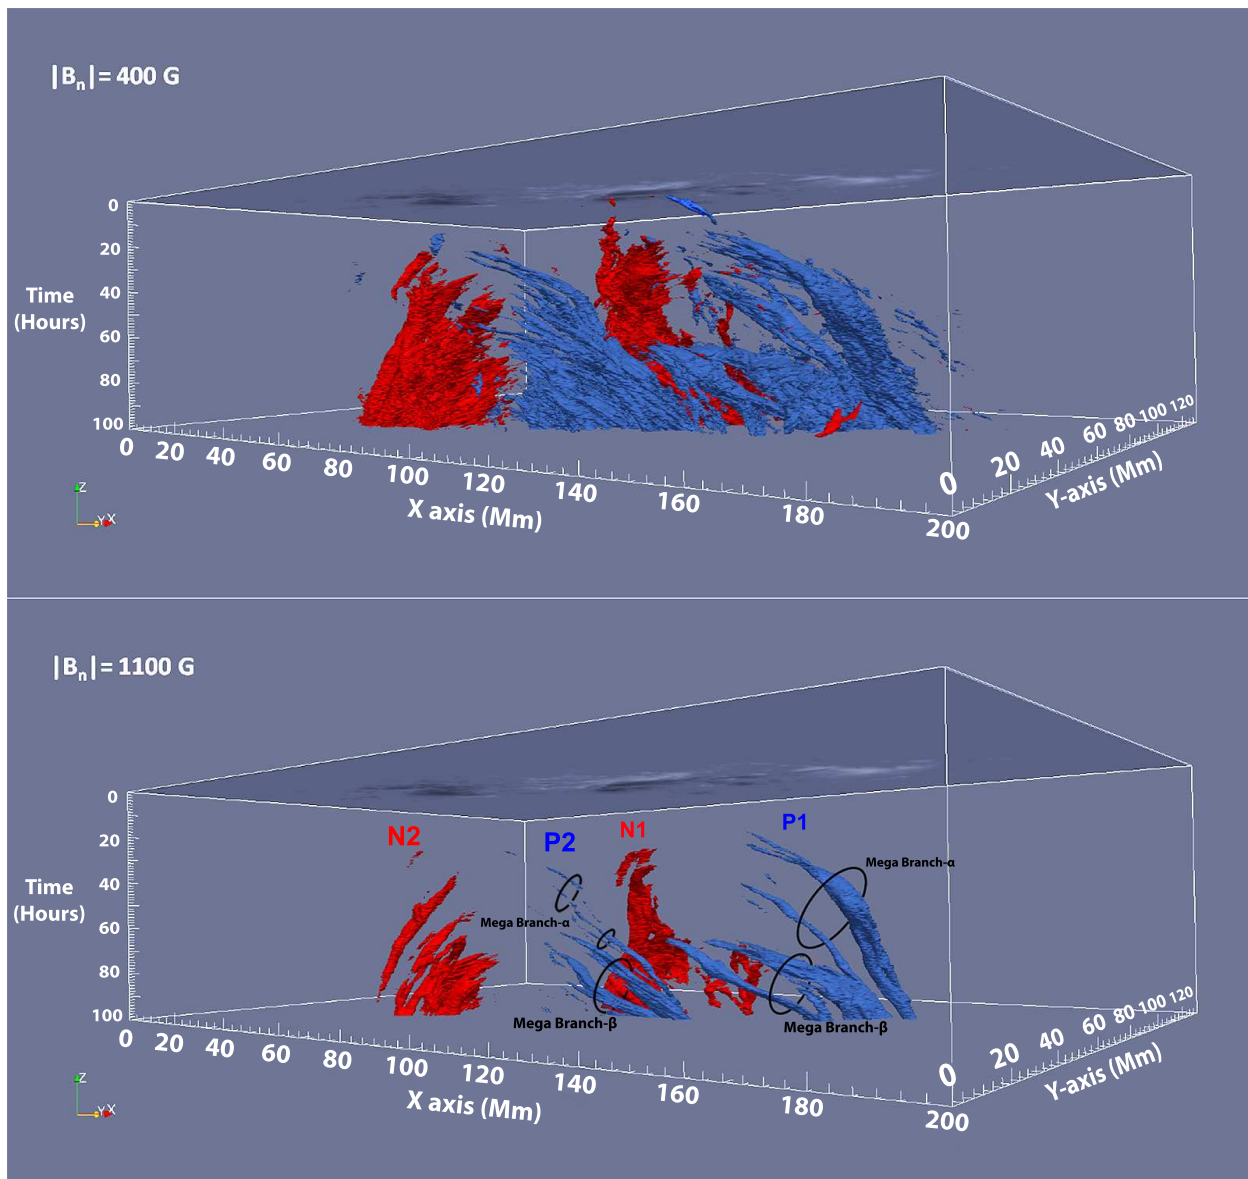 |Bn|= 400 G
0
20
40
60
80
100
Time
(Hours)
0
20
40
60
80
100
120
140
160
180
200
X axis (Mm)
0
20
40
60
80
100
120
Y-axis (Mm)
Z
Y X
|Bn|= 1100 G
0
20
40
60
80
100
Time
(Hours)
N2
P2
N1
P1
Mega Branch-α
Mega Branch-α
Mega Branch-β
Mega Branch-β
0
20
40
60
80
100
120
140
160
180
200
X axis (Mm)
0
20
40
60
80
100
120
Y-axis (Mm)
Z
Y X